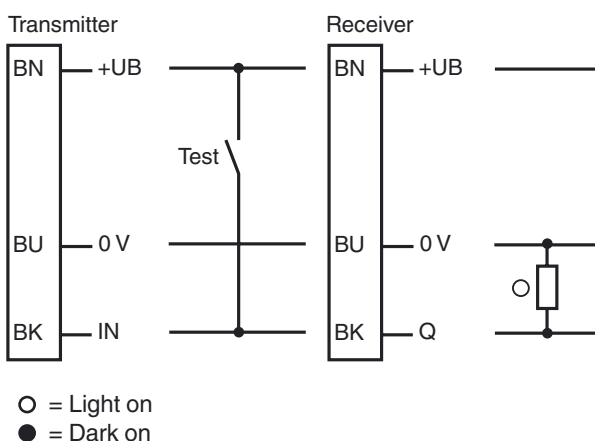 Transmitter
Receiver
BN +UB
BN +UB
Test
BU 0 V
BU 0 V
BK IN
BK Q
= Light on
= Dark on